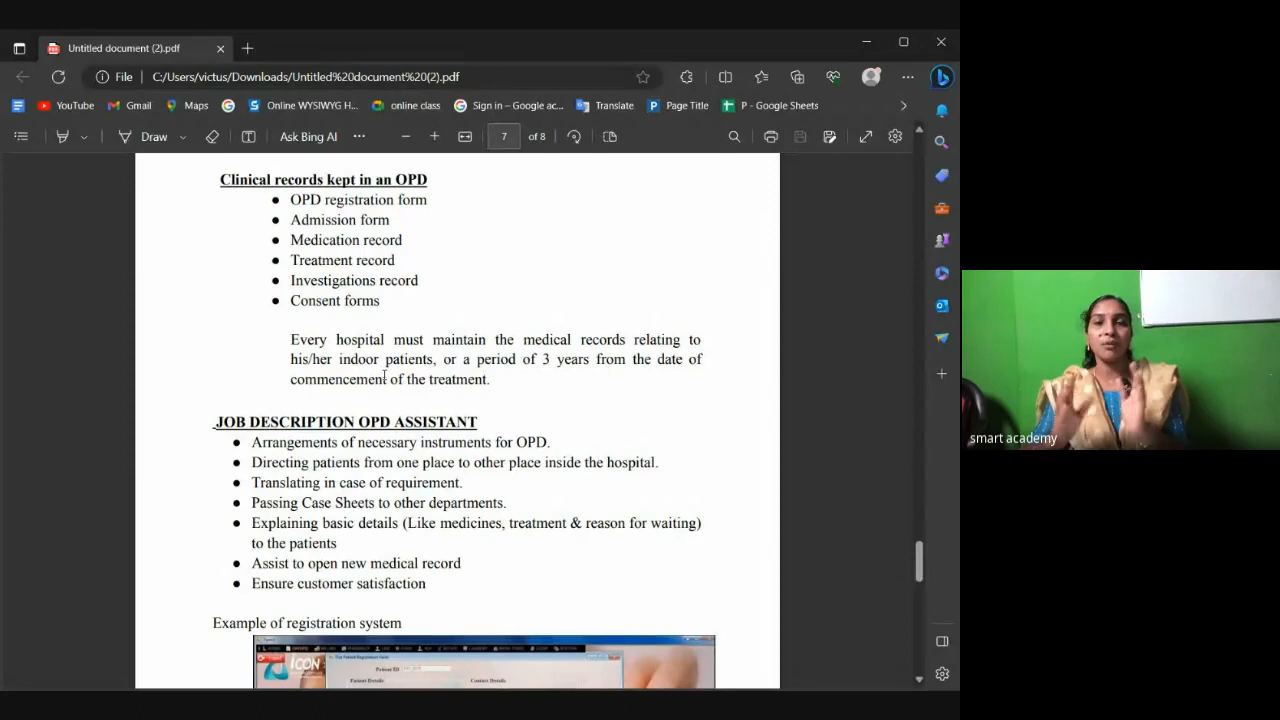 Untitled document (2).pdf
File
C:/Users/victus/Downloads/Untitled%20document%20(2).pdf
YouTube
Gmail
Maps
Online WYSIWYG H...
online class
Sign in – Google ac...
Translate
Page Title
P - Google Sheets
Draw
Ask Bing AI
7
of 8
Clinical records kept in an OPD
● OPD registration form
● Admission form
● Medication record
● Treatment record
● Investigations record
● Consent forms
Every hospital must maintain the medical records relating to
his/her indoor patients, or a period of 3 years from the date of
commencement of the treatment.
JOB DESCRIPTION OPD ASSISTANT
● Arrangements of necessary instruments for OPD.
● Directing patients from one place to other place inside the hospital.
● Translating in case of requirement.
● Passing Case Sheets to other departments.
● Explaining basic details (Like medicines, treatment & reason for waiting)
to the patients
● Assist to open new medical record
● Ensure customer satisfaction
Example of registration system
ICON
Patient ID
Patient Details
Contact Details
smart academy